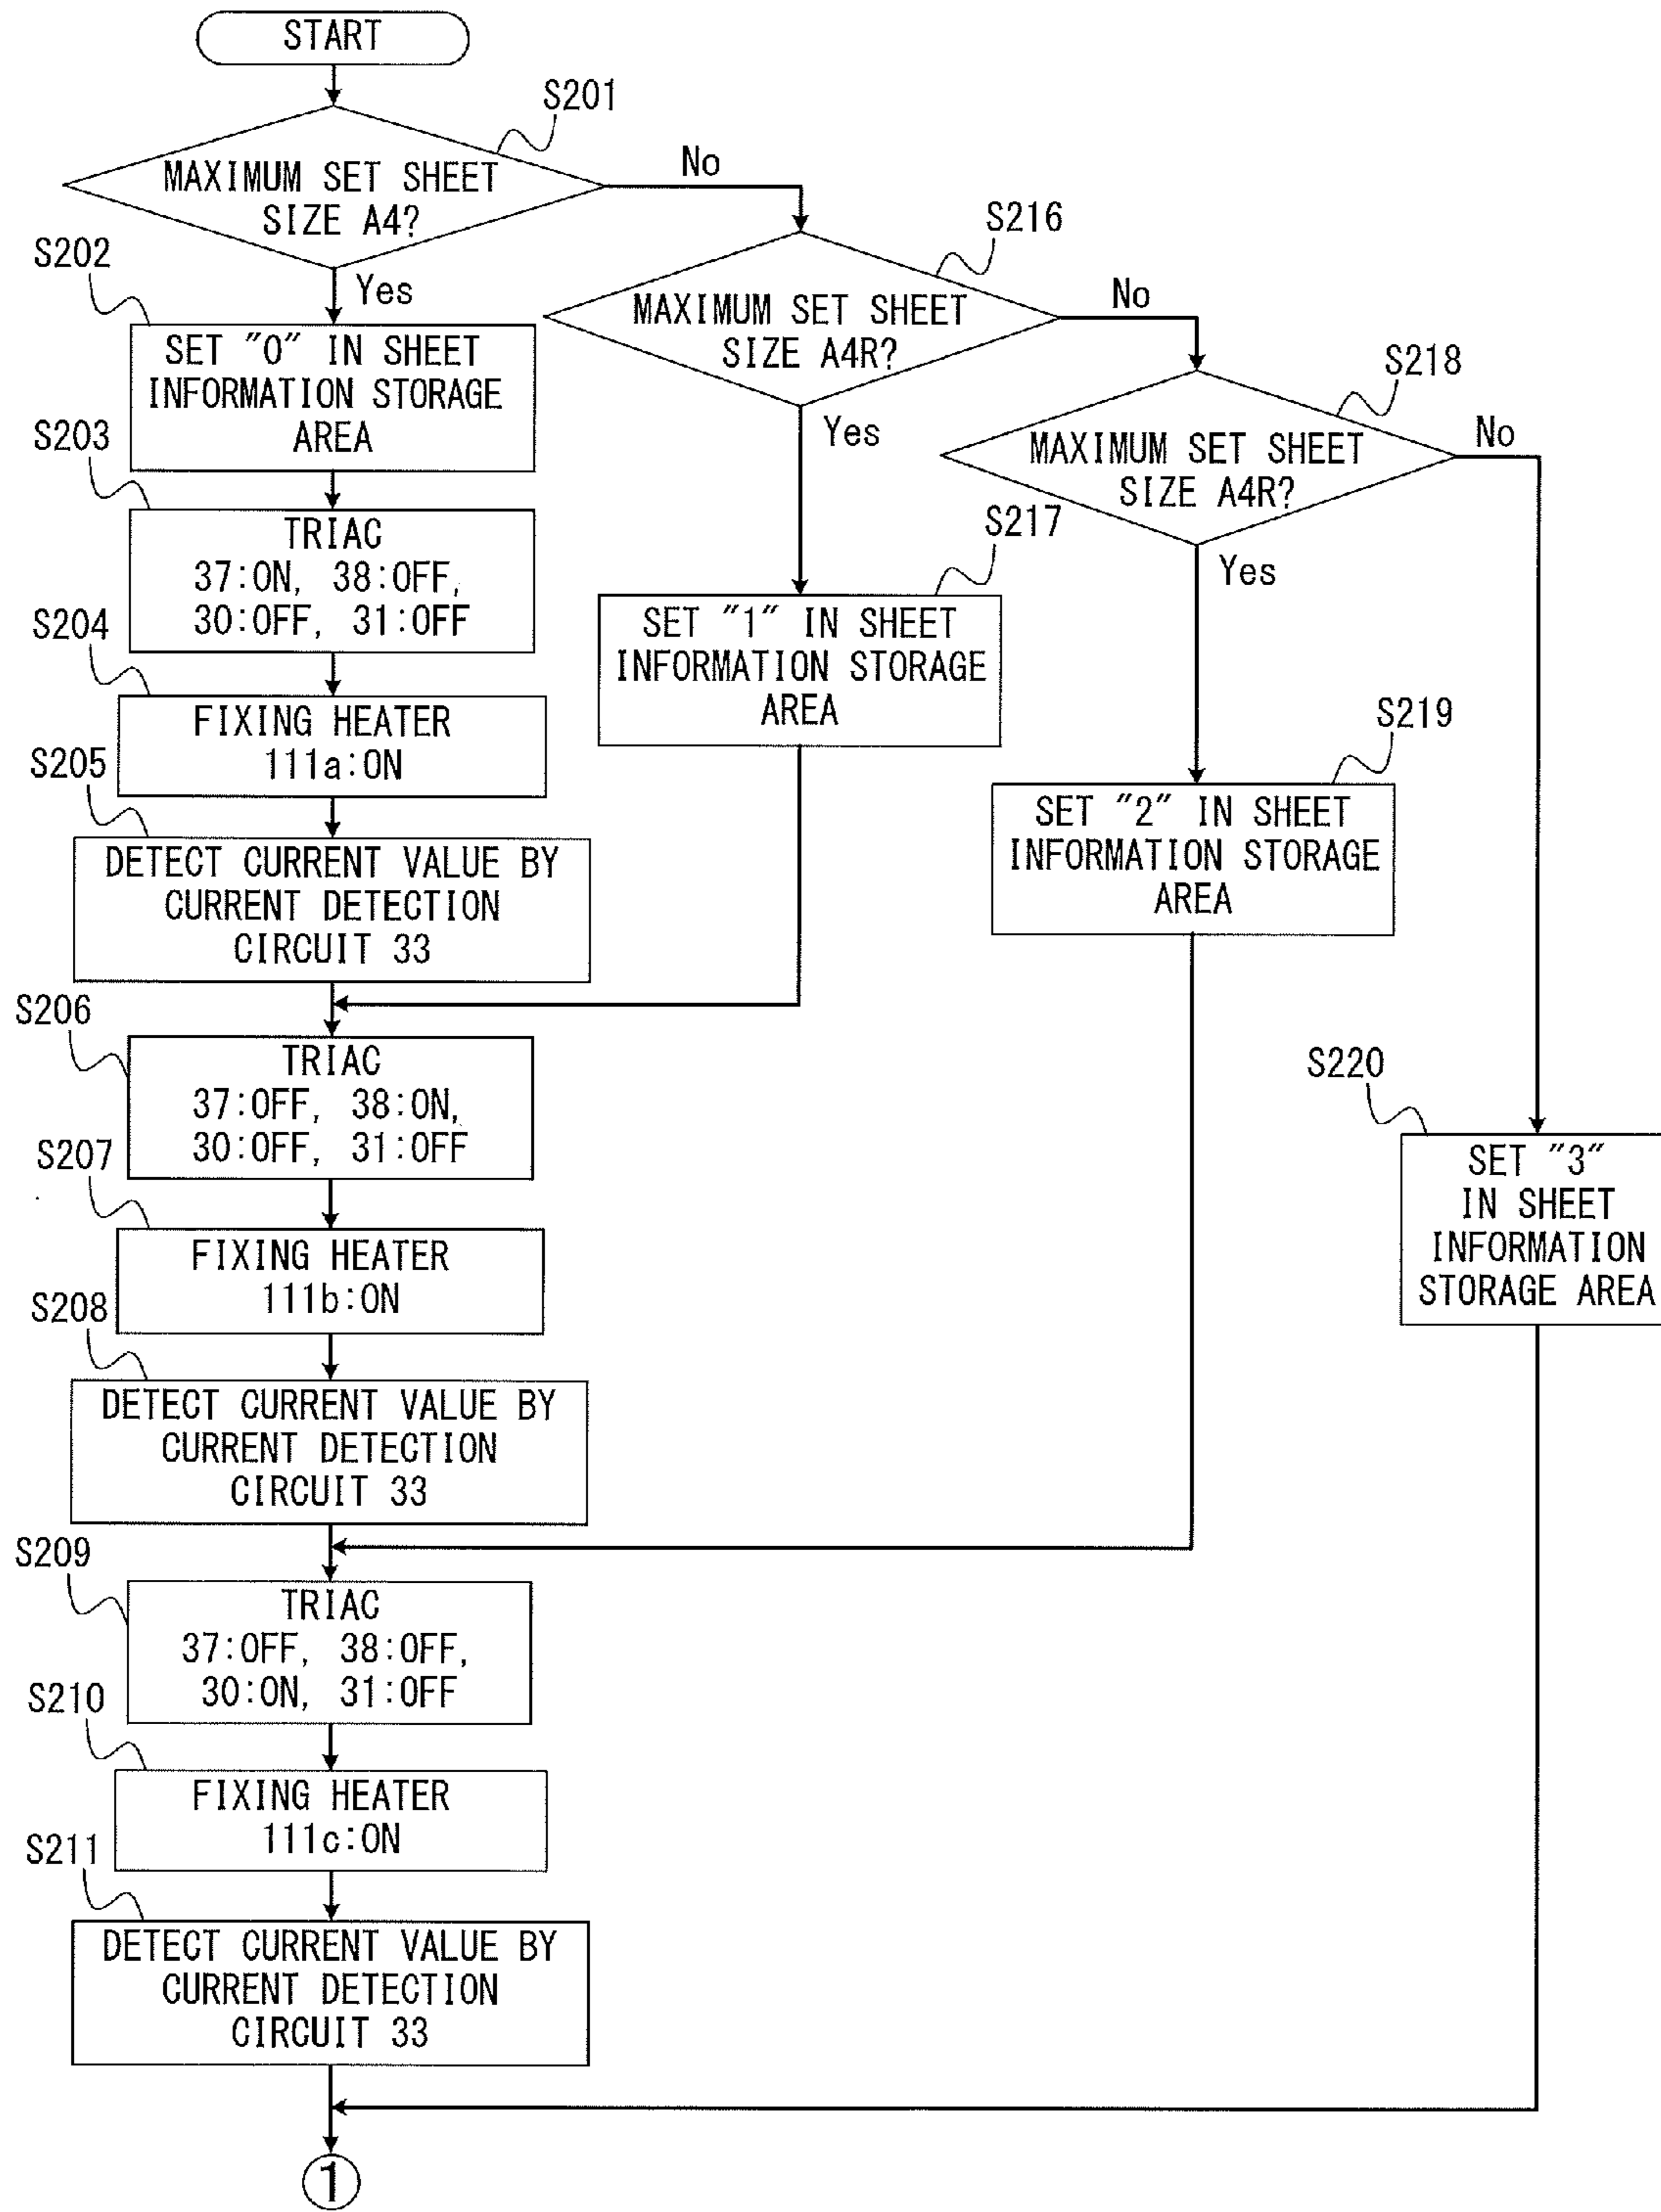 START
S201
MAXIMUM SET SHEET
SIZE A4?
No
Yes
S202
SET "0" IN SHEET
INFORMATION STORAGE
AREA
S203
TRIAC
37:ON, 38:OFF,
30:OFF, 31:OFF
S204
FIXING HEATER
111a:ON
S205
DETECT CURRENT VALUE BY
CURRENT DETECTION
CIRCUIT 33
S206
TRIAC
37:OFF, 38:ON,
30:OFF, 31:OFF
S207
FIXING HEATER
111b:ON
S208
DETECT CURRENT VALUE BY
CURRENT DETECTION
CIRCUIT 33
S209
TRIAC
37:OFF, 38:OFF,
30:ON, 31:OFF
S210
FIXING HEATER
111c:ON
S211
DETECT CURRENT VALUE BY
CURRENT DETECTION
CIRCUIT 33
1
S216
MAXIMUM SET SHEET
SIZE A4R?
No
Yes
S217
SET "1" IN SHEET
INFORMATION STORAGE
AREA
S218
MAXIMUM SET SHEET
SIZE A4R?
No
Yes
S219
SET "2" IN SHEET
INFORMATION STORAGE
AREA
S220
SET "3"
IN SHEET
INFORMATION
STORAGE AREA